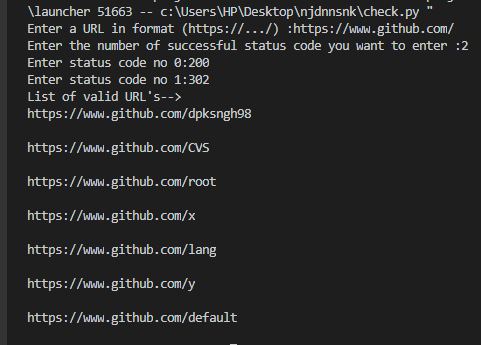 \launcher 51663 -- c:\Users\HP\Desktop\njdnnsnk\check.py "
Enter a URL in format (https://.../) :https://www.github.com/
Enter the number of successful status code you want to enter :2
Enter status code no 0:200
Enter status code no 1:302
List of valid URL's-->
https://www.github.com/dpksngh98
https://www.github.com/CVS
https://www.github.com/root
https://www.github.com/x
https://www.github.com/lang
https://www.github.com/y
https://www.github.com/default